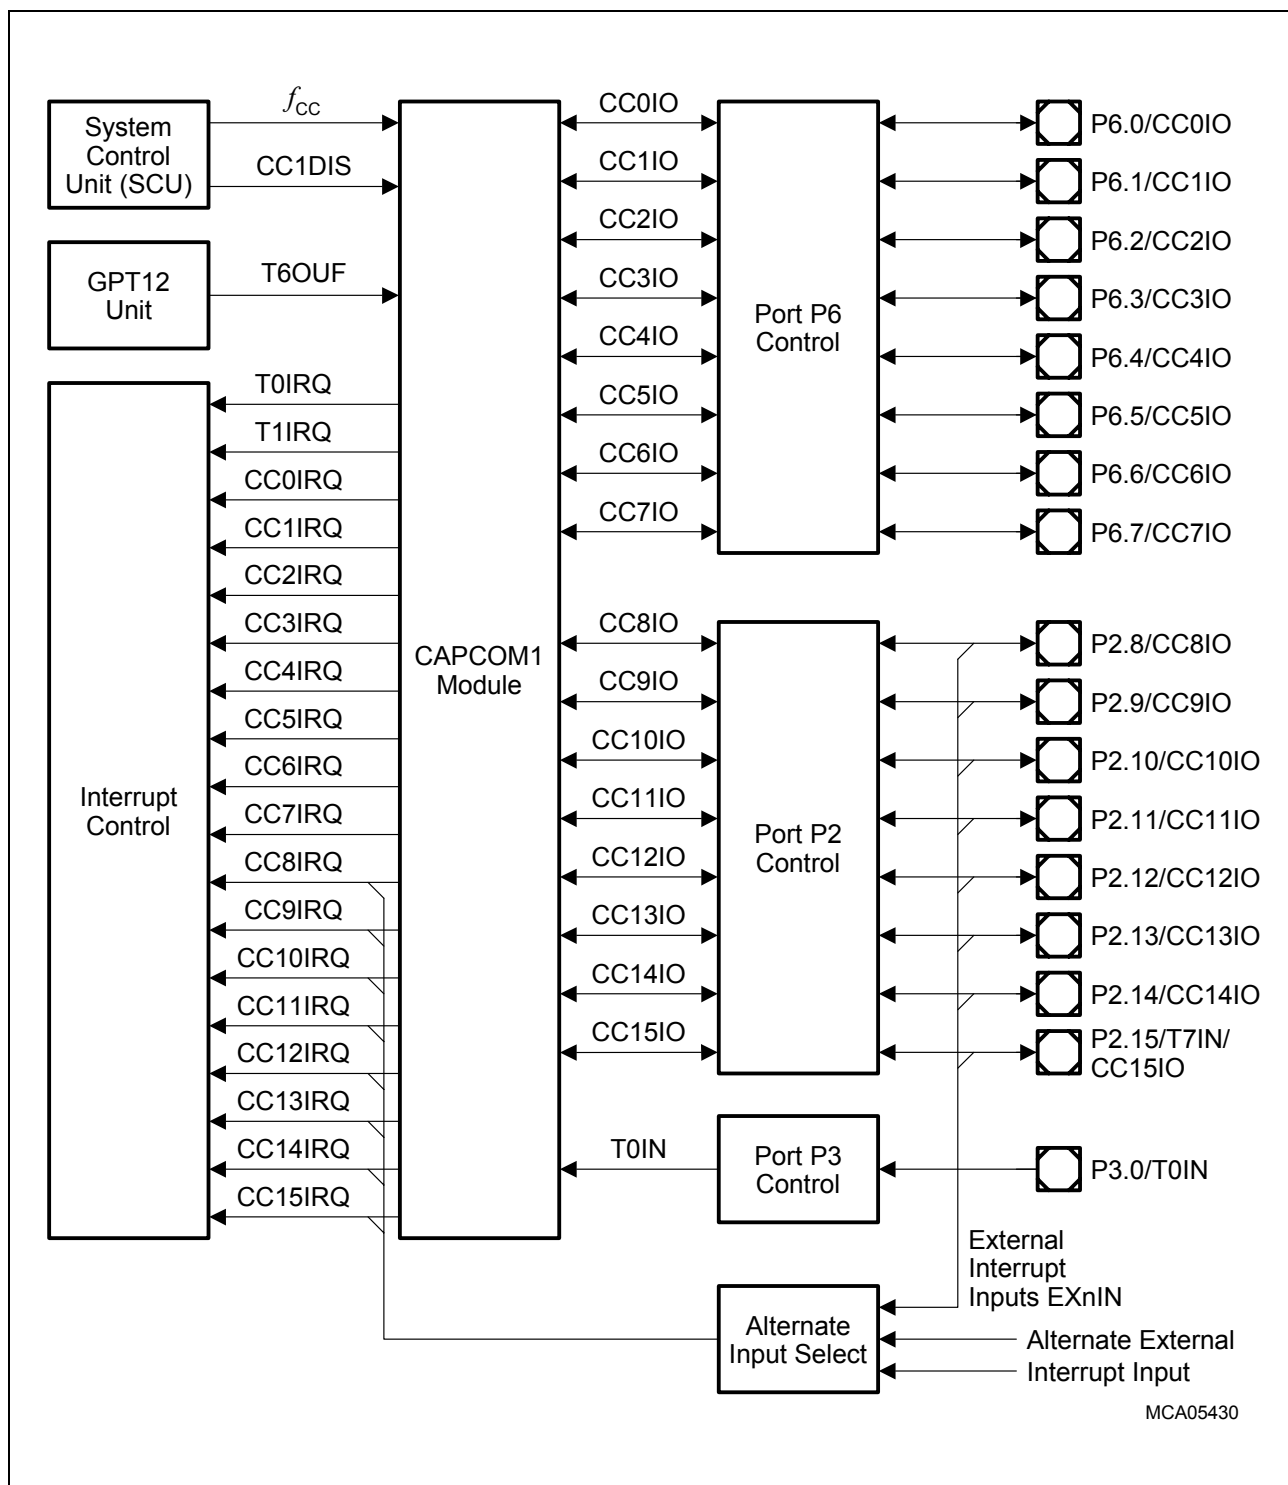 System
Control
Unit (SCU)
fCC
CC1DIS
GPT12
Unit
T6OUF
Interrupt
Control
T0IRQ
T1IRQ
CC0IRQ
CC1IRQ
CC2IRQ
CC3IRQ
CC4IRQ
CC5IRQ
CC6IRQ
CC7IRQ
CC8IRQ
CC9IRQ
CC10IRQ
CC11IRQ
CC12IRQ
CC13IRQ
CC14IRQ
CC15IRQ
CAPCOM1
Module
CC0IO
CC1IO
CC2IO
CC3IO
CC4IO
CC5IO
CC6IO
CC7IO
Port P6
Control
P6.0/CC0IO
P6.1/CC1IO
P6.2/CC2IO
P6.3/CC3IO
P6.4/CC4IO
P6.5/CC5IO
P6.6/CC6IO
P6.7/CC7IO
CC8IO
CC9IO
CC10IO
CC11IO
CC12IO
CC13IO
CC14IO
CC15IO
Port P2
Control
P2.8/CC8IO
P2.9/CC9IO
P2.10/CC10IO
P2.11/CC11IO
P2.12/CC12IO
P2.13/CC13IO
P2.14/CC14IO
P2.15/T7IN/
CC15IO
T0IN
Port P3
Control
P3.0/T0IN
External
Interrupt
Inputs EXnIN
Alternate
Input Select
Alternate External
Interrupt Input
MCA05430